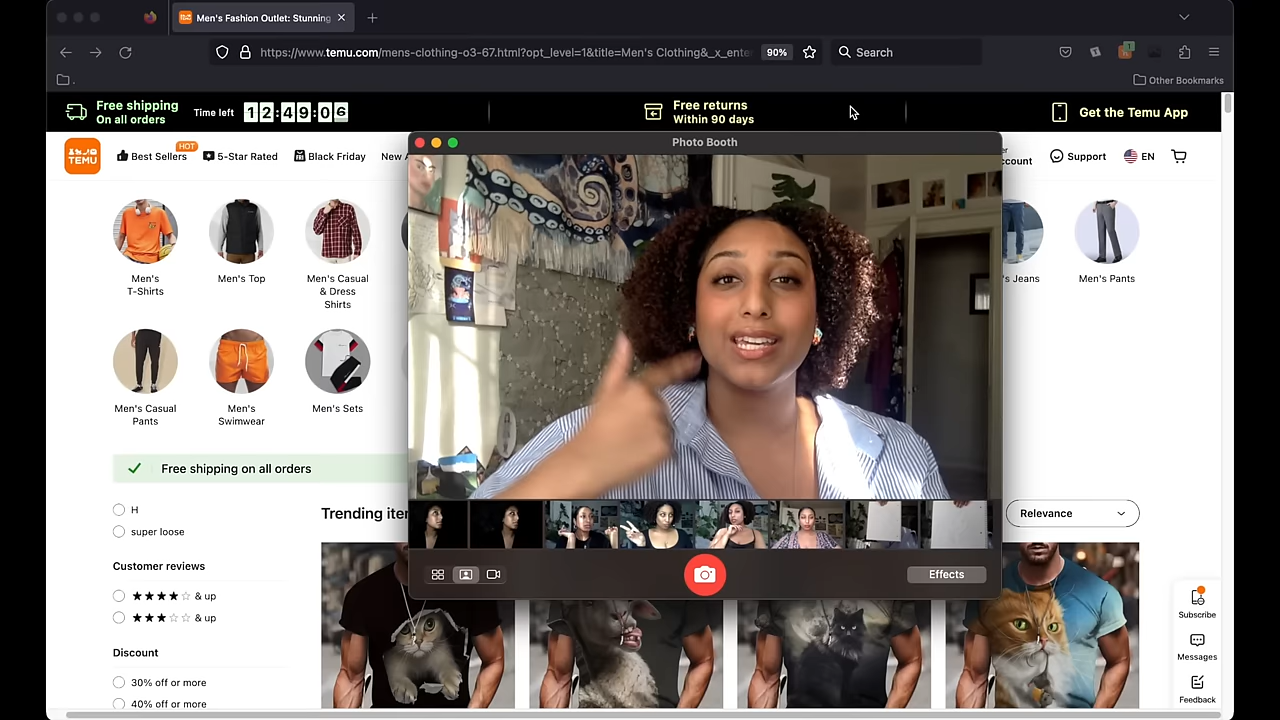 Men's Fashion Outlet: Stunning
https://www.temu.com/mens-clothing-o3-67.html?opt_level=1&title=Men's Clothing&_x_ente
90%
Search
1
.
Other Bookmarks
Free shipping
On all orders
Time left
12:49:06
Free returns
Within 90 days
Get the Temu App
Photo Booth
TEMU
Best Sellers
HOT
5-Star Rated
Black Friday
New A
ccount
Support
EN
Men's
T-Shirts
Men's Top
Men's Casual
& Dress
Shirts
's Jeans
Men's Pants
Men's Casual
Pants
Men's
Swimwear
Men's Sets
Free shipping on all orders
H
super loose
Trending iter
Relevance
Customer reviews
& up
& up
Effects
Discount
30% off or more
40% off or more
Subscribe
Messages
Feedback